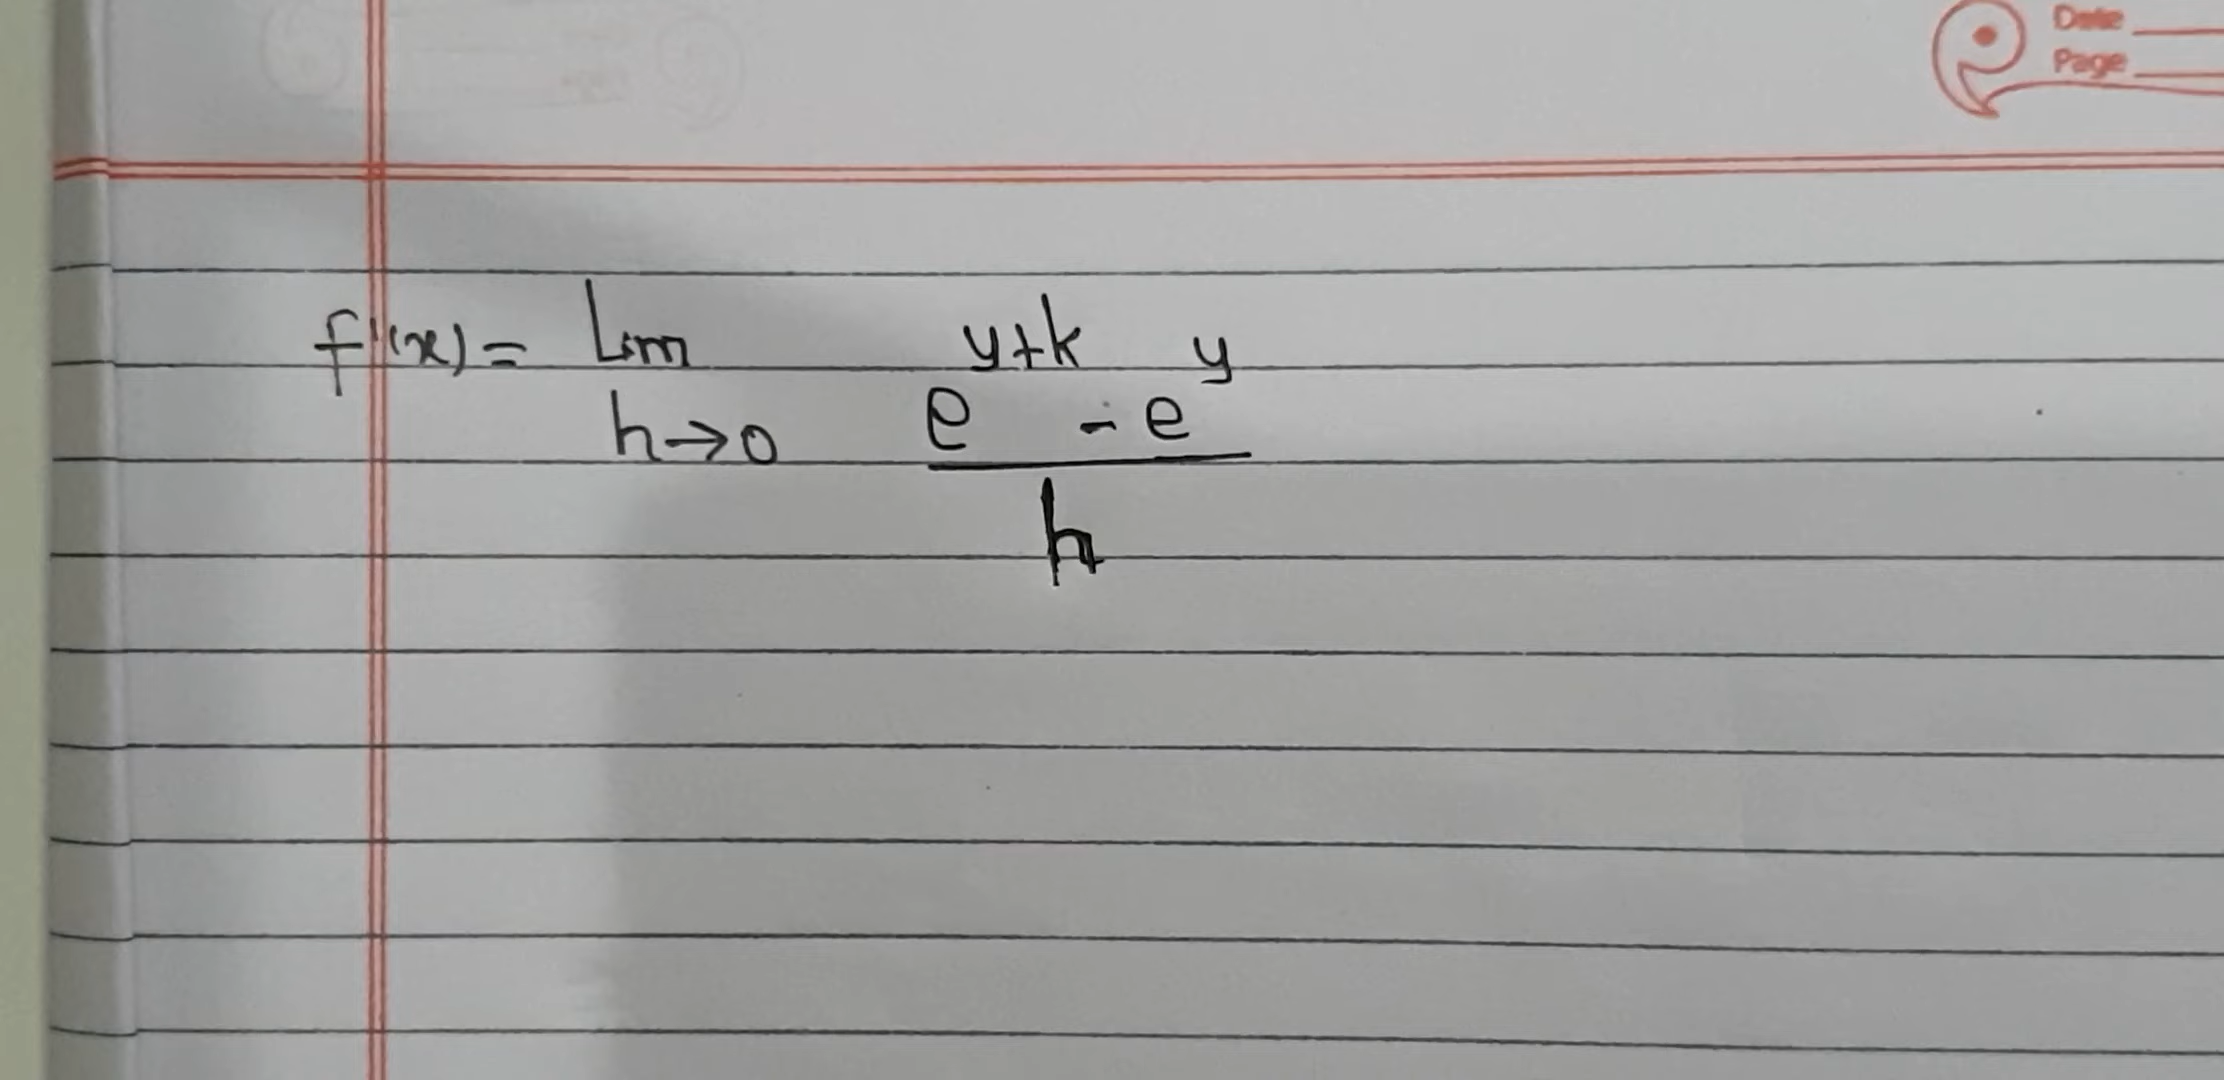 Date
Page
f'(x) = Lim y+k y
h→0 e - e
h